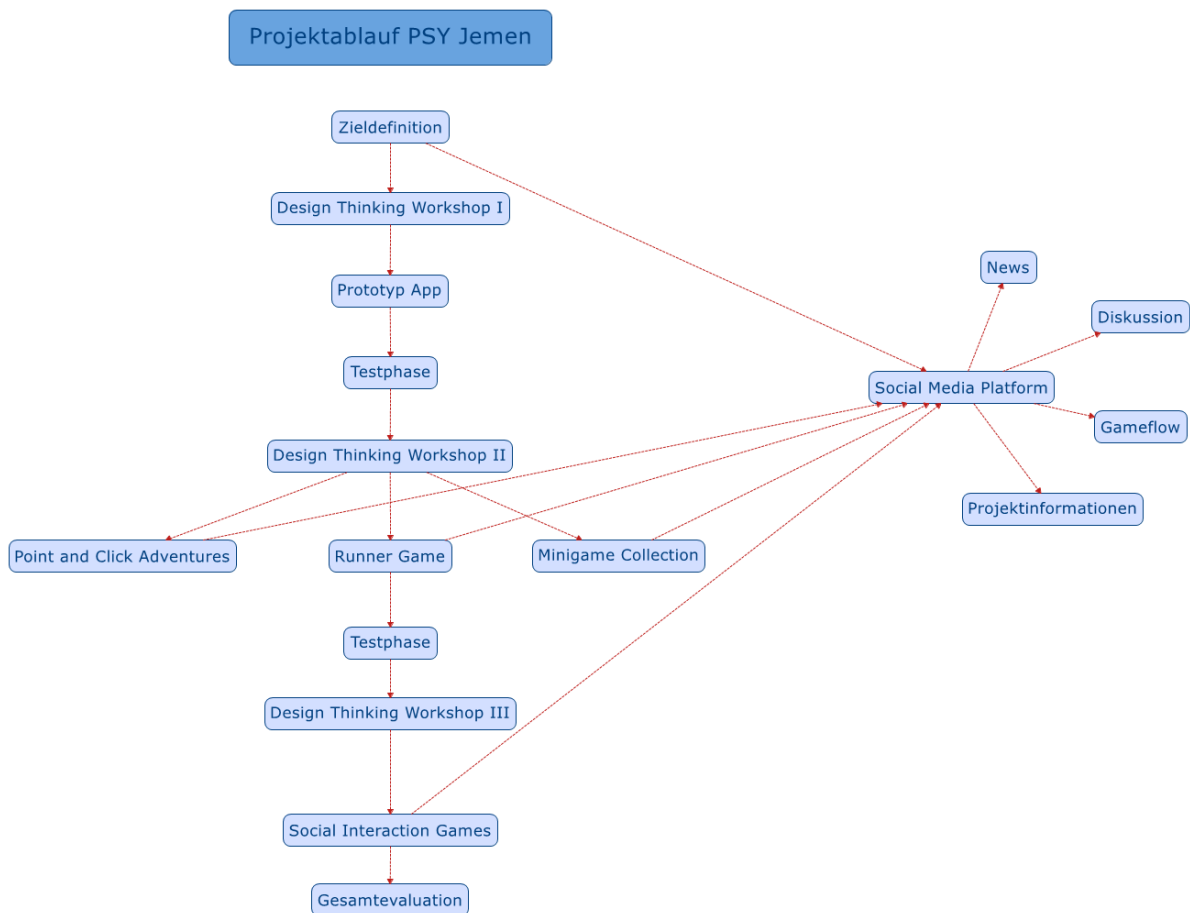 Projektablauf PSY Jemen
Zieldefinition
Design Thinking Workshop I
Prototyp App
Testphase
Design Thinking Workshop II
Point and Click Adventures
Runner Game
Minigame Collection
Testphase
Design Thinking Workshop III
Social Interaction Games
Gesamtevaluation
Social Media Platform
News
Diskussion
Gameflow
Projektinformationen